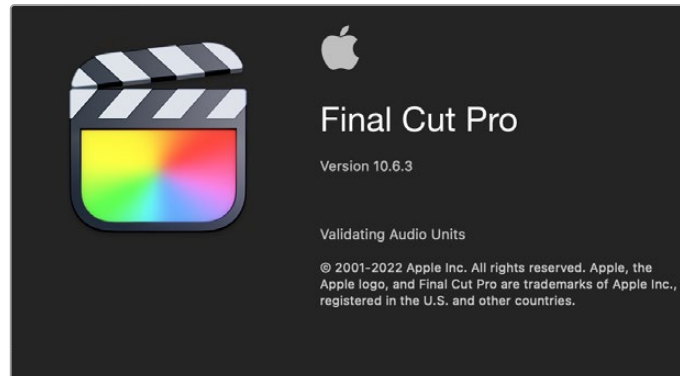 Final Cut Pro
Version 10.6.3
Validating Audio Units
© 2001-2022 Apple Inc. All rights reserved. Apple, the
Apple logo, and Final Cut Pro are trademarks of Apple Inc.,
registered in the U.S. and other countries.